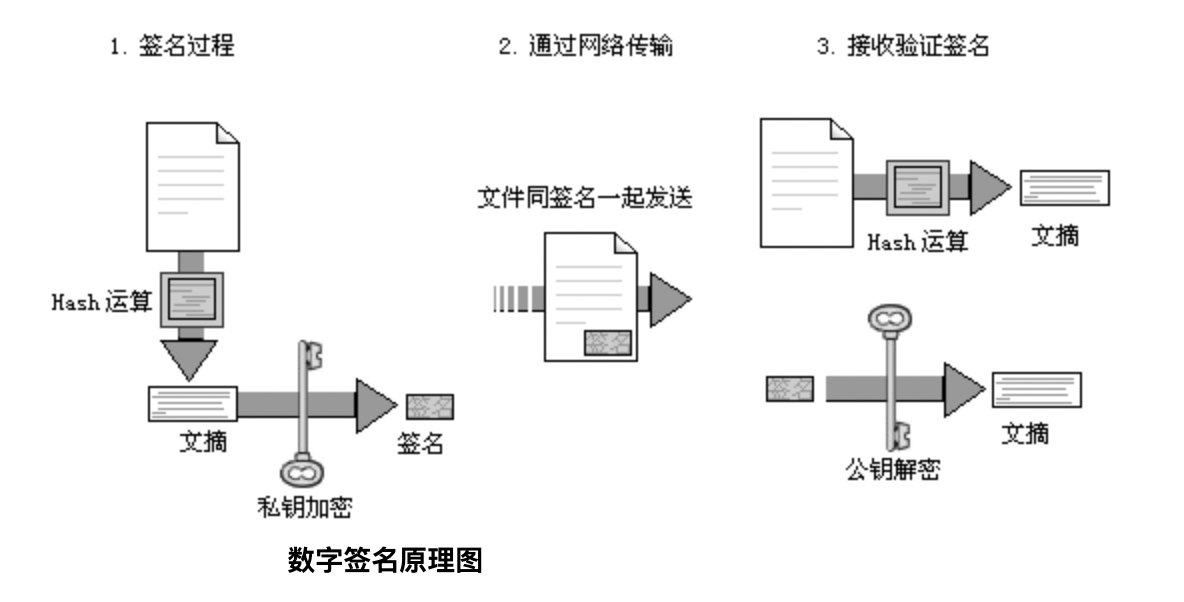 1. 签名过程
2. 通过网络传输
3. 接收验证签名
Hash 运算
文摘
私钥加密
签名
签名
文件同签名一起发送
签名
Hash 运算
文摘
签名
公钥解密
文摘
数字签名原理图